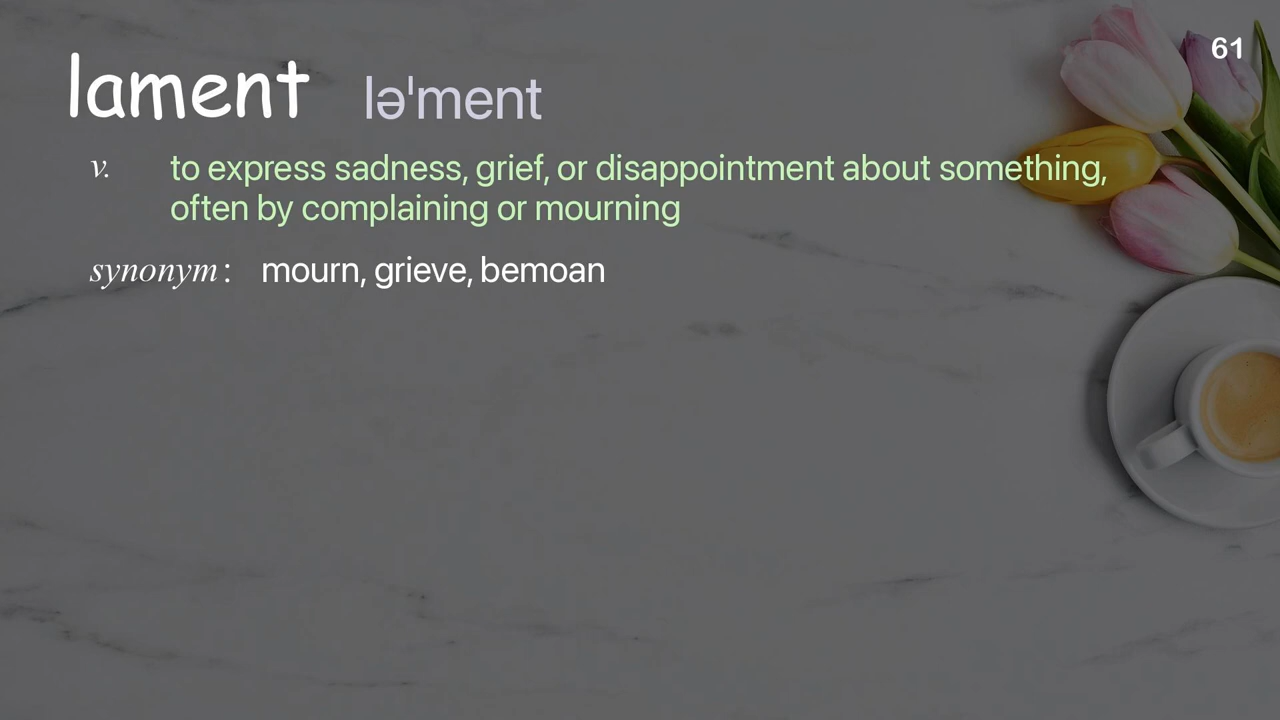 61
lament ləˈment
v. to express sadness, grief, or disappointment about something,
often by complaining or mourning
synonym: mourn, grieve, bemoan